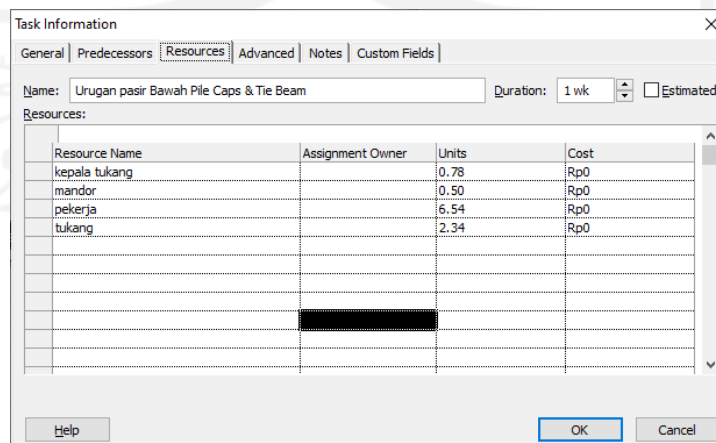 Task Information
General Predecessors Resources Advanced Notes Custom Fields
Name: Urugan pasir Bawah Pile Caps & Tie Beam Duration: 1 wk Estimated
Resources:
Resource Name Assignment Owner Units Cost
kepala tukang 0.78 Rp0
mandor 0.50 Rp0
pekerja 6.54 Rp0
tukang 2.34 Rp0
Help OK Cancel